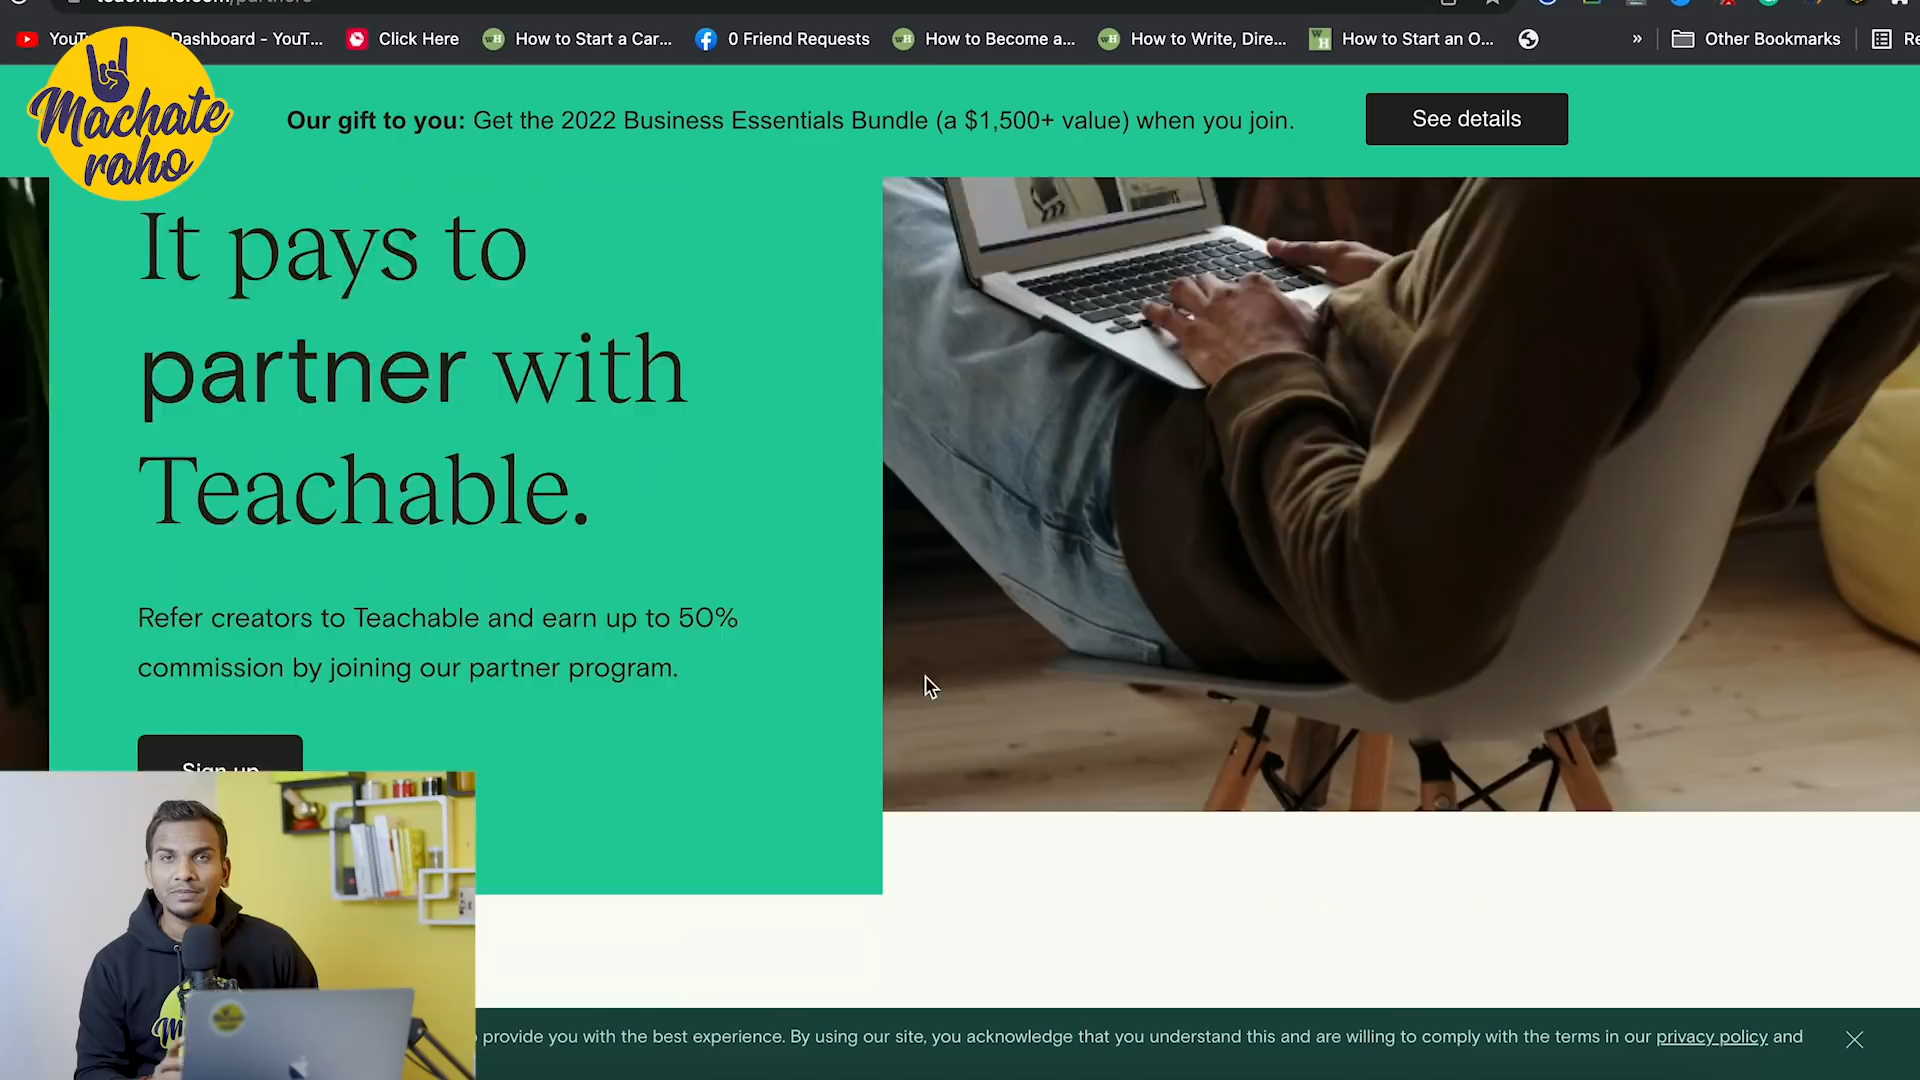 YouT... Dashboard - YouT... Click Here How to Start a Car... 0 Friend Requests How to Become a... How to Write, Dire... How to Start an O... » Other Bookmarks
Machate
raho
Our gift to you: Get the 2022 Business Essentials Bundle (a $1,500+ value) when you join.
See details
It pays to
partner with
Teachable.
Refer creators to Teachable and earn up to 50%
commission by joining our partner program.
Sign up
provide you with the best experience. By using our site, you acknowledge that you understand this and are willing to comply with the terms in our privacy policy and